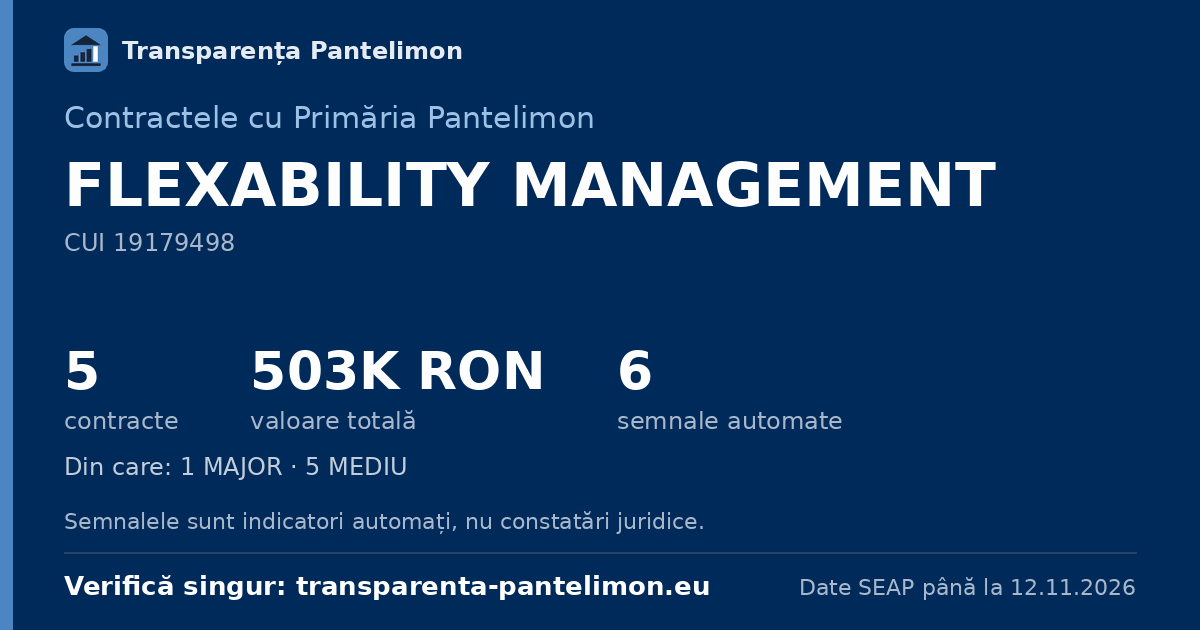 Transparența Pantelimon
Contractele cu Primăria Pantelimon
FLEXABILITY MANAGEMENT
CUI 19179498
5 503K RON 6
contracte valoare totală semnale automate
Din care: 1 MAJOR · 5 MEDIU
Semnalele sunt indicatori automați, nu constatări juridice.
Verifică singur: transparenta-pantelimon.eu Date SEAP până la 12.11.2026